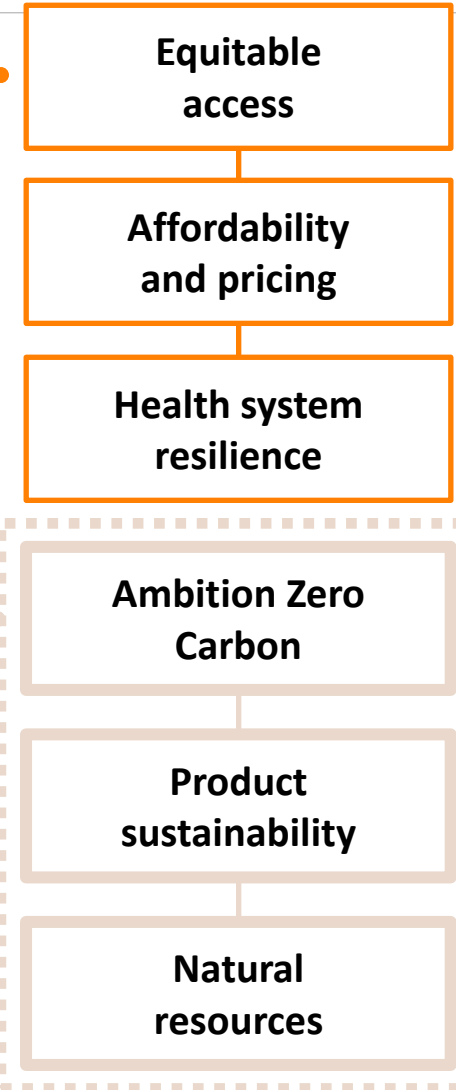 Equitable
access
Affordability
and pricing
Health system
resilience
Ambition Zero
Carbon
Product
sustainability
Natural
resources